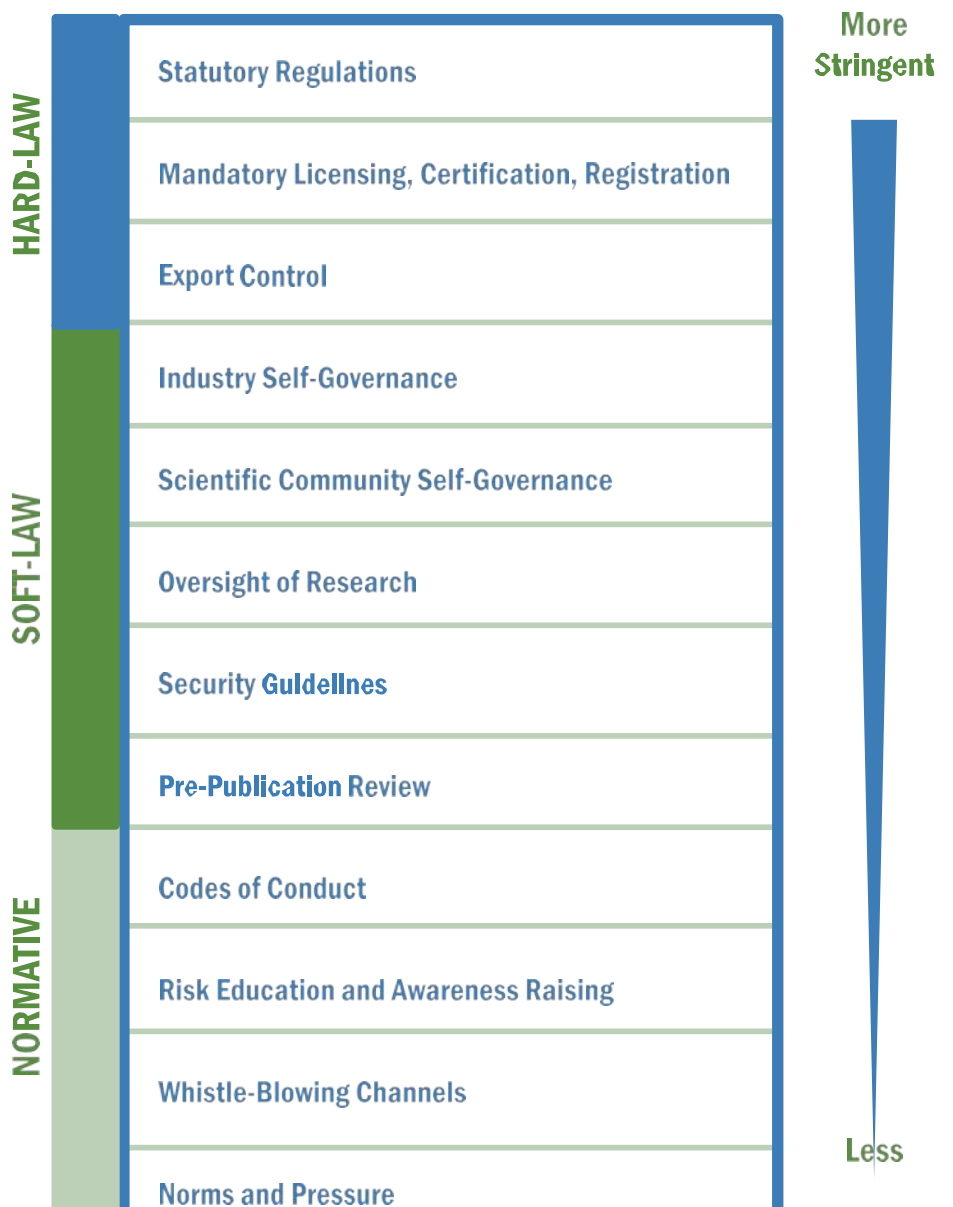 More
Stringent
HARD-LAW
Statutory Regulations
Mandatory Licensing, Certification, Registration
Export Control
SOFT-LAW
Industry Self-Governance
Scientific Community Self-Governance
Oversight of Research
Security Guidelines
Pre-Publication Review
NORMATIVE
Codes of Conduct
Risk Education and Awareness Raising
Whistle-Blowing Channels
Norms and Pressure
Less